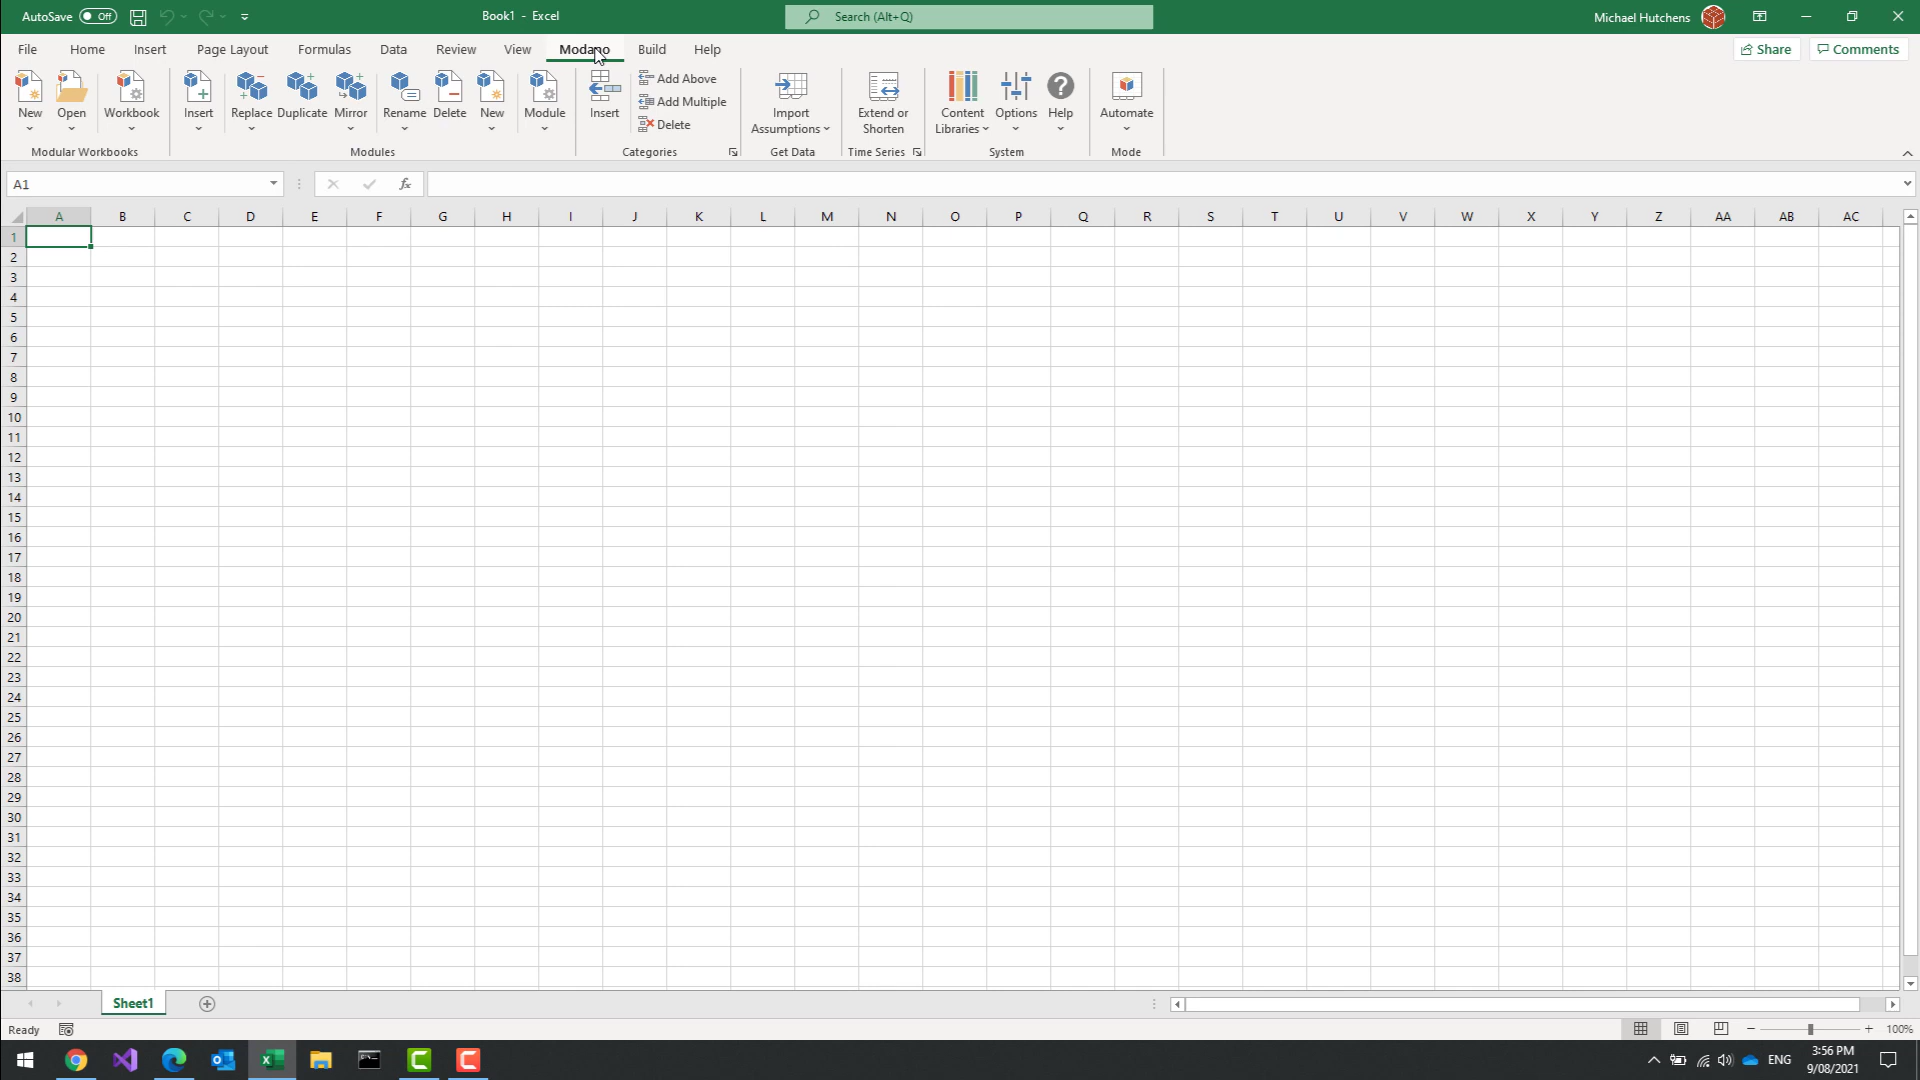 AutoSave Off Book1 - Excel Search (Alt+Q) Michael Hutchens
File Home Insert Page Layout Formulas Data Review View Modano Build Help Share Comments
New Open Workbook Insert Replace Duplicate Mirror Rename Delete New Module Insert
Add Above
Add Multiple
Delete
Import Assumptions
Extend or Shorten
Content Libraries
Options Help Automate
Modular Workbooks Modules Categories Get Data Time Series System Mode
A1 fx
A B C D E F G H I J K L M N O P Q R S T U V W X Y Z AA AB AC
1
2
3
4
5
6
7
8
9
10
11
12
13
14
15
16
17
18
19
20
21
22
23
24
25
26
27
28
29
30
31
32
33
34
35
36
37
38
Sheet1
Ready 100%
ENG 3:56 PM
9/08/2021